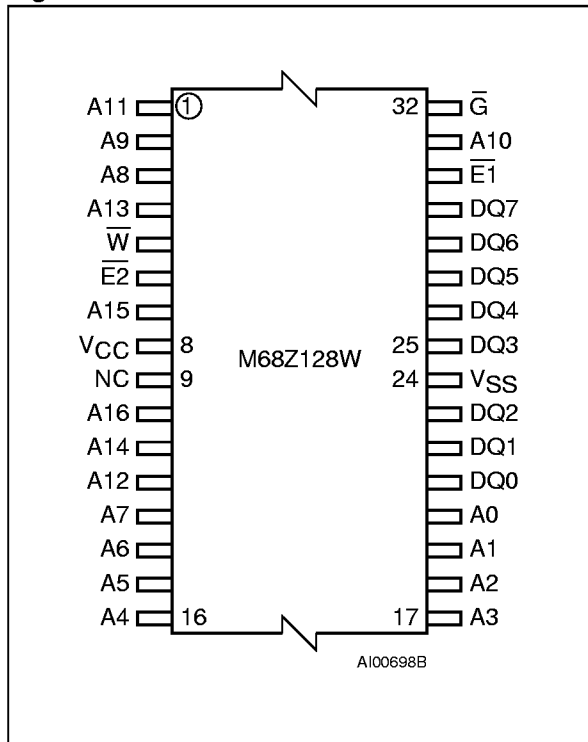 A11 1 32 G̅
A9 A10
A8 E̅1̅
A13 DQ7
W̅ DQ6
E̅2̅ DQ5
A15 DQ4
VCC 8 25 DQ3
M68Z128W
NC 9 24 VSS
A16 DQ2
A14 DQ1
A12 DQ0
A7 A0
A6 A1
A5 A2
A4 16 17 A3
AI00698B